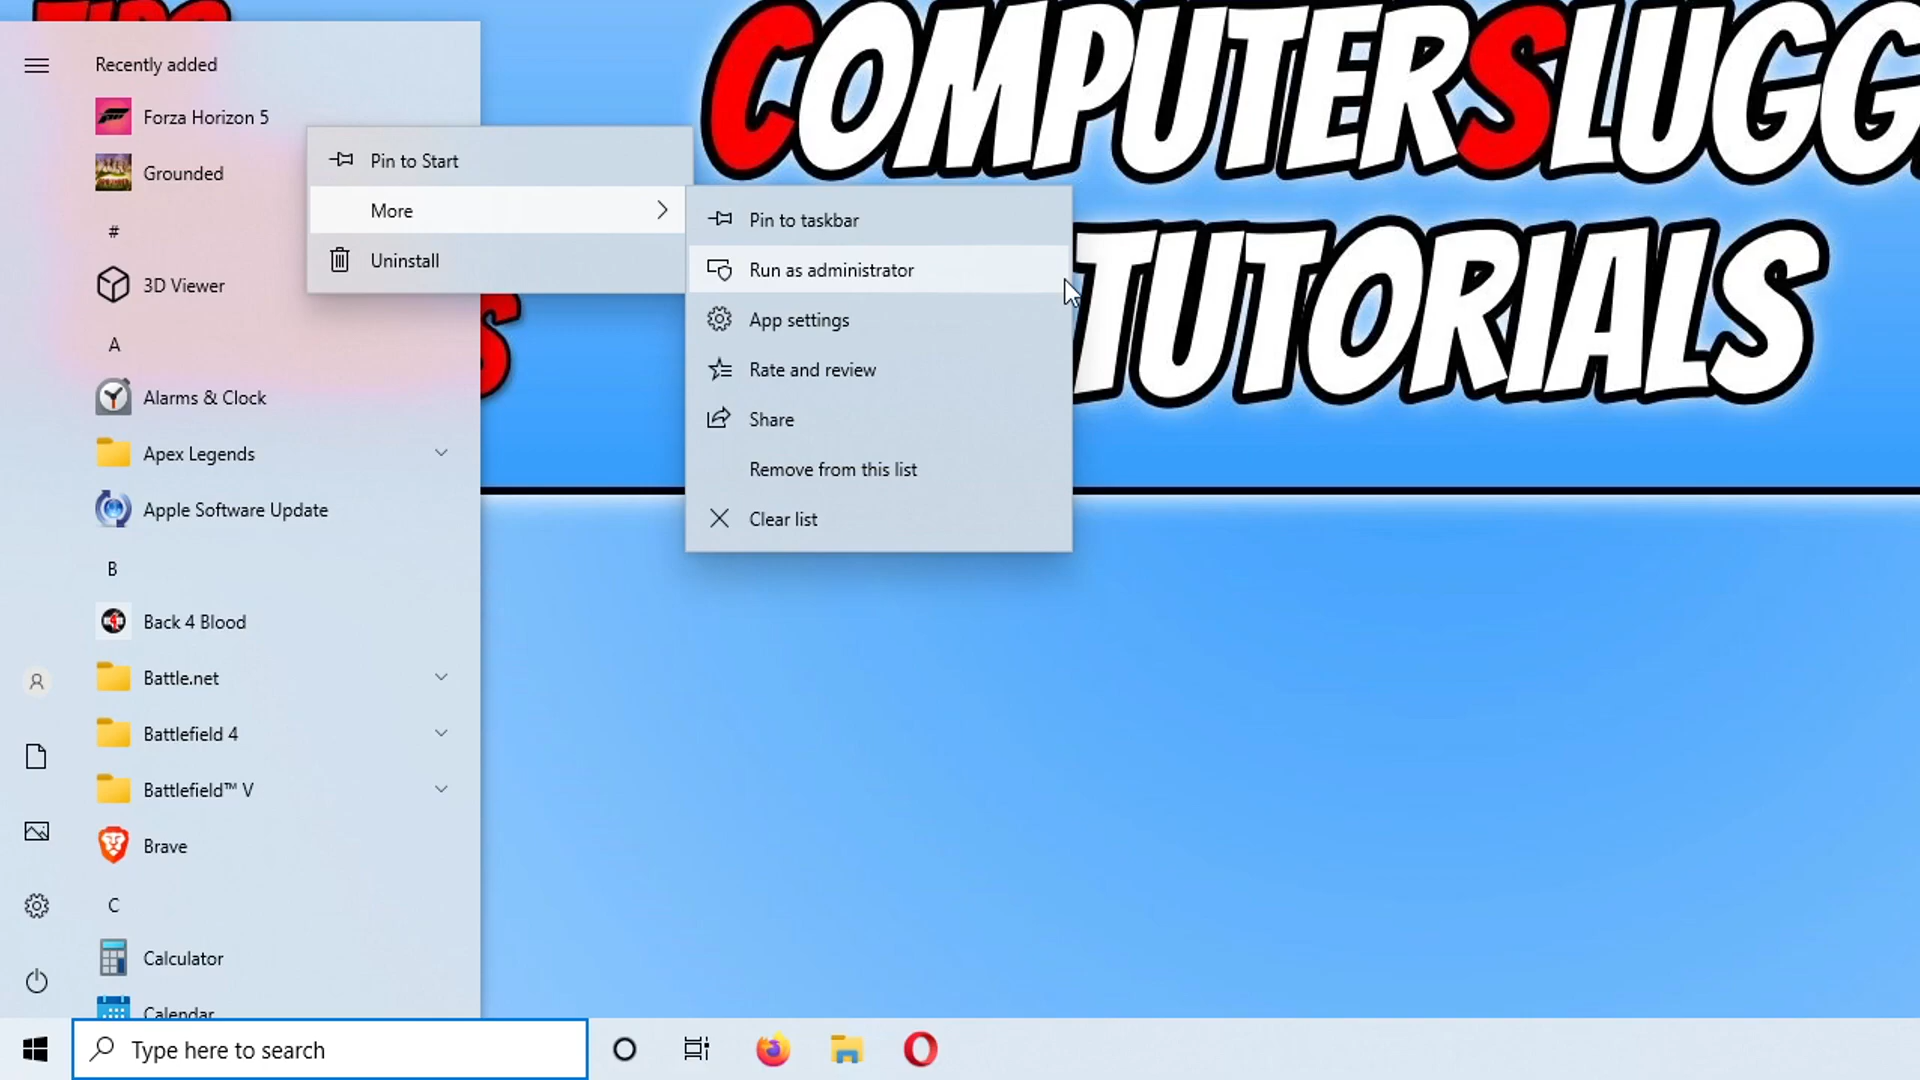 TIPS
COMPUTERSLUGG
TUTORIALS
S
Recently added
Forza Horizon 5
Grounded
#
3D Viewer
A
Alarms & Clock
Apex Legends
Apple Software Update
B
Back 4 Blood
Battle.net
Battlefield 4
Battlefield™ V
Brave
C
Calculator
Calendar
Pin to Start
More
Uninstall
Pin to taskbar
Run as administrator
App settings
Rate and review
Share
Remove from this list
Clear list
Type here to search